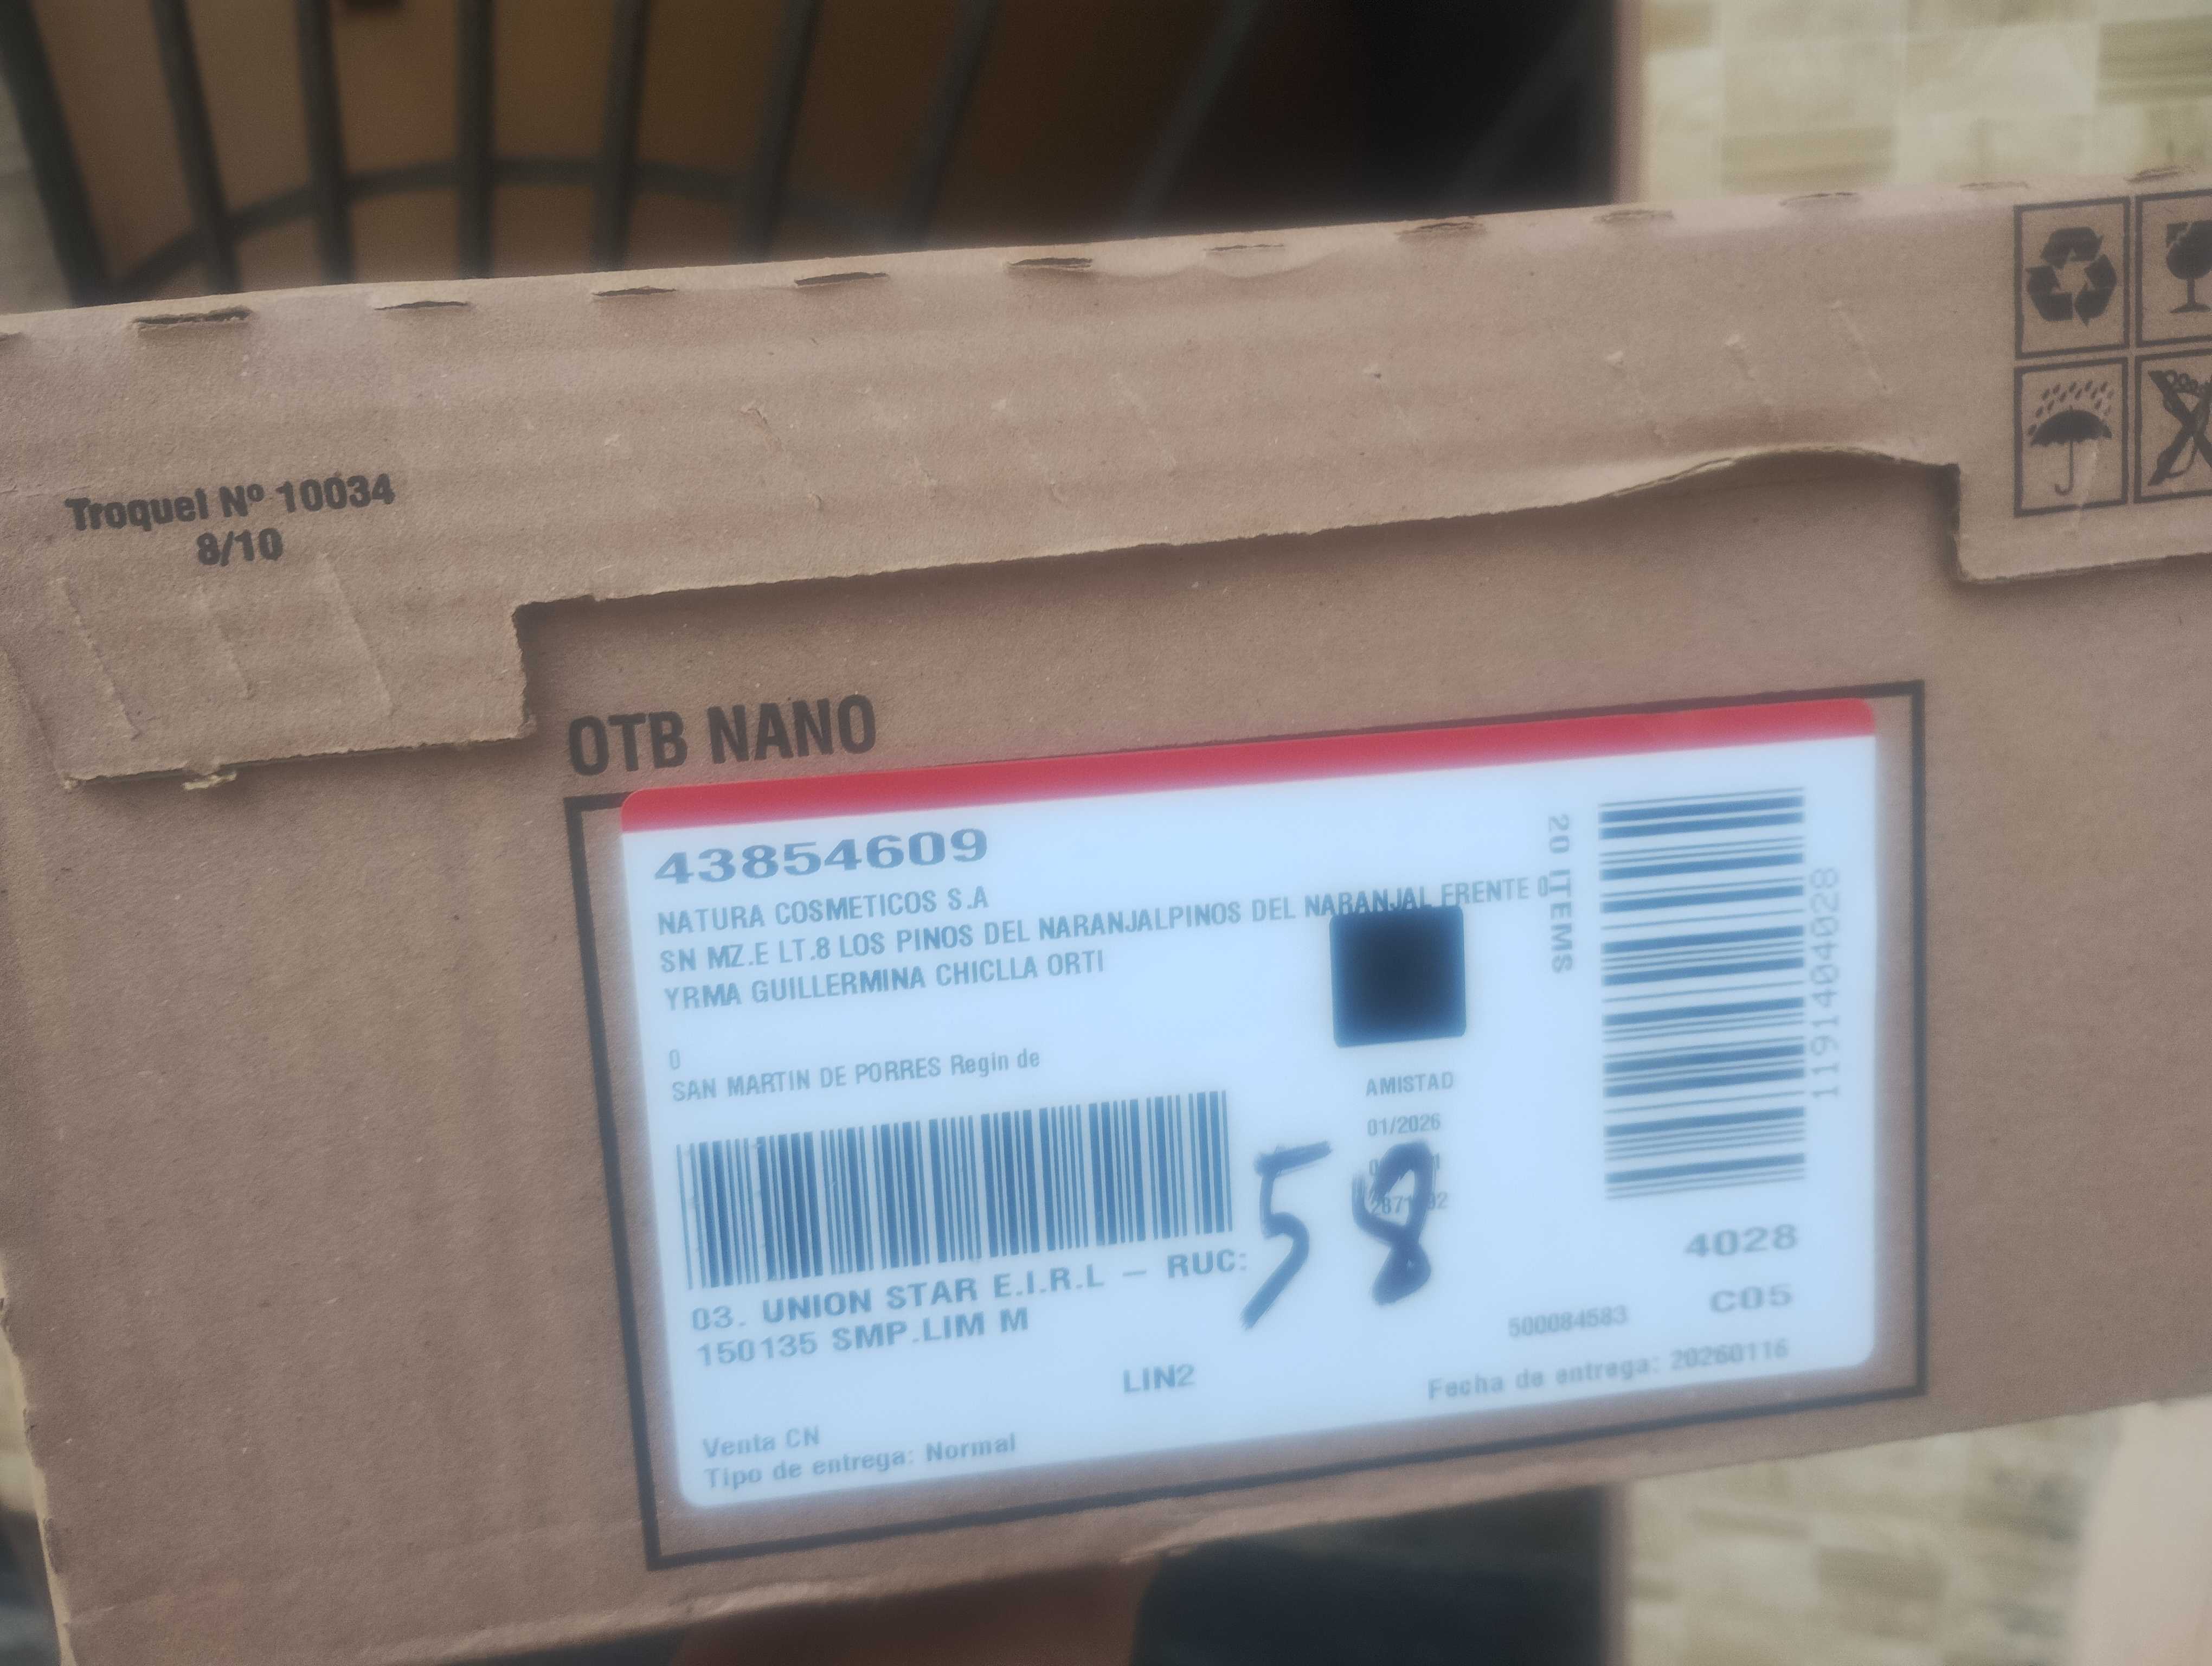 Troquel Nº 10034
8/10
OTB NANO
43854609
NATURA COSMETICOS S.A
SN MZ.E LT.8 LOS PINOS DEL NARANJALPINOS DEL NARANJAL FRENTE 0
YRMA GUILLERMINA CHICLLA ORTI
0
SAN MARTIN DE PORRES Regin de
20 ITEMS
1191404028
AMISTAD
01/2026
58
03. UNION STAR E.I.R.L – RUC:
150135 SMP.LIM M
4028
C05
500084583
LIN2
Fecha de entrega: 20260116
Venta CN
Tipo de entrega: Normal